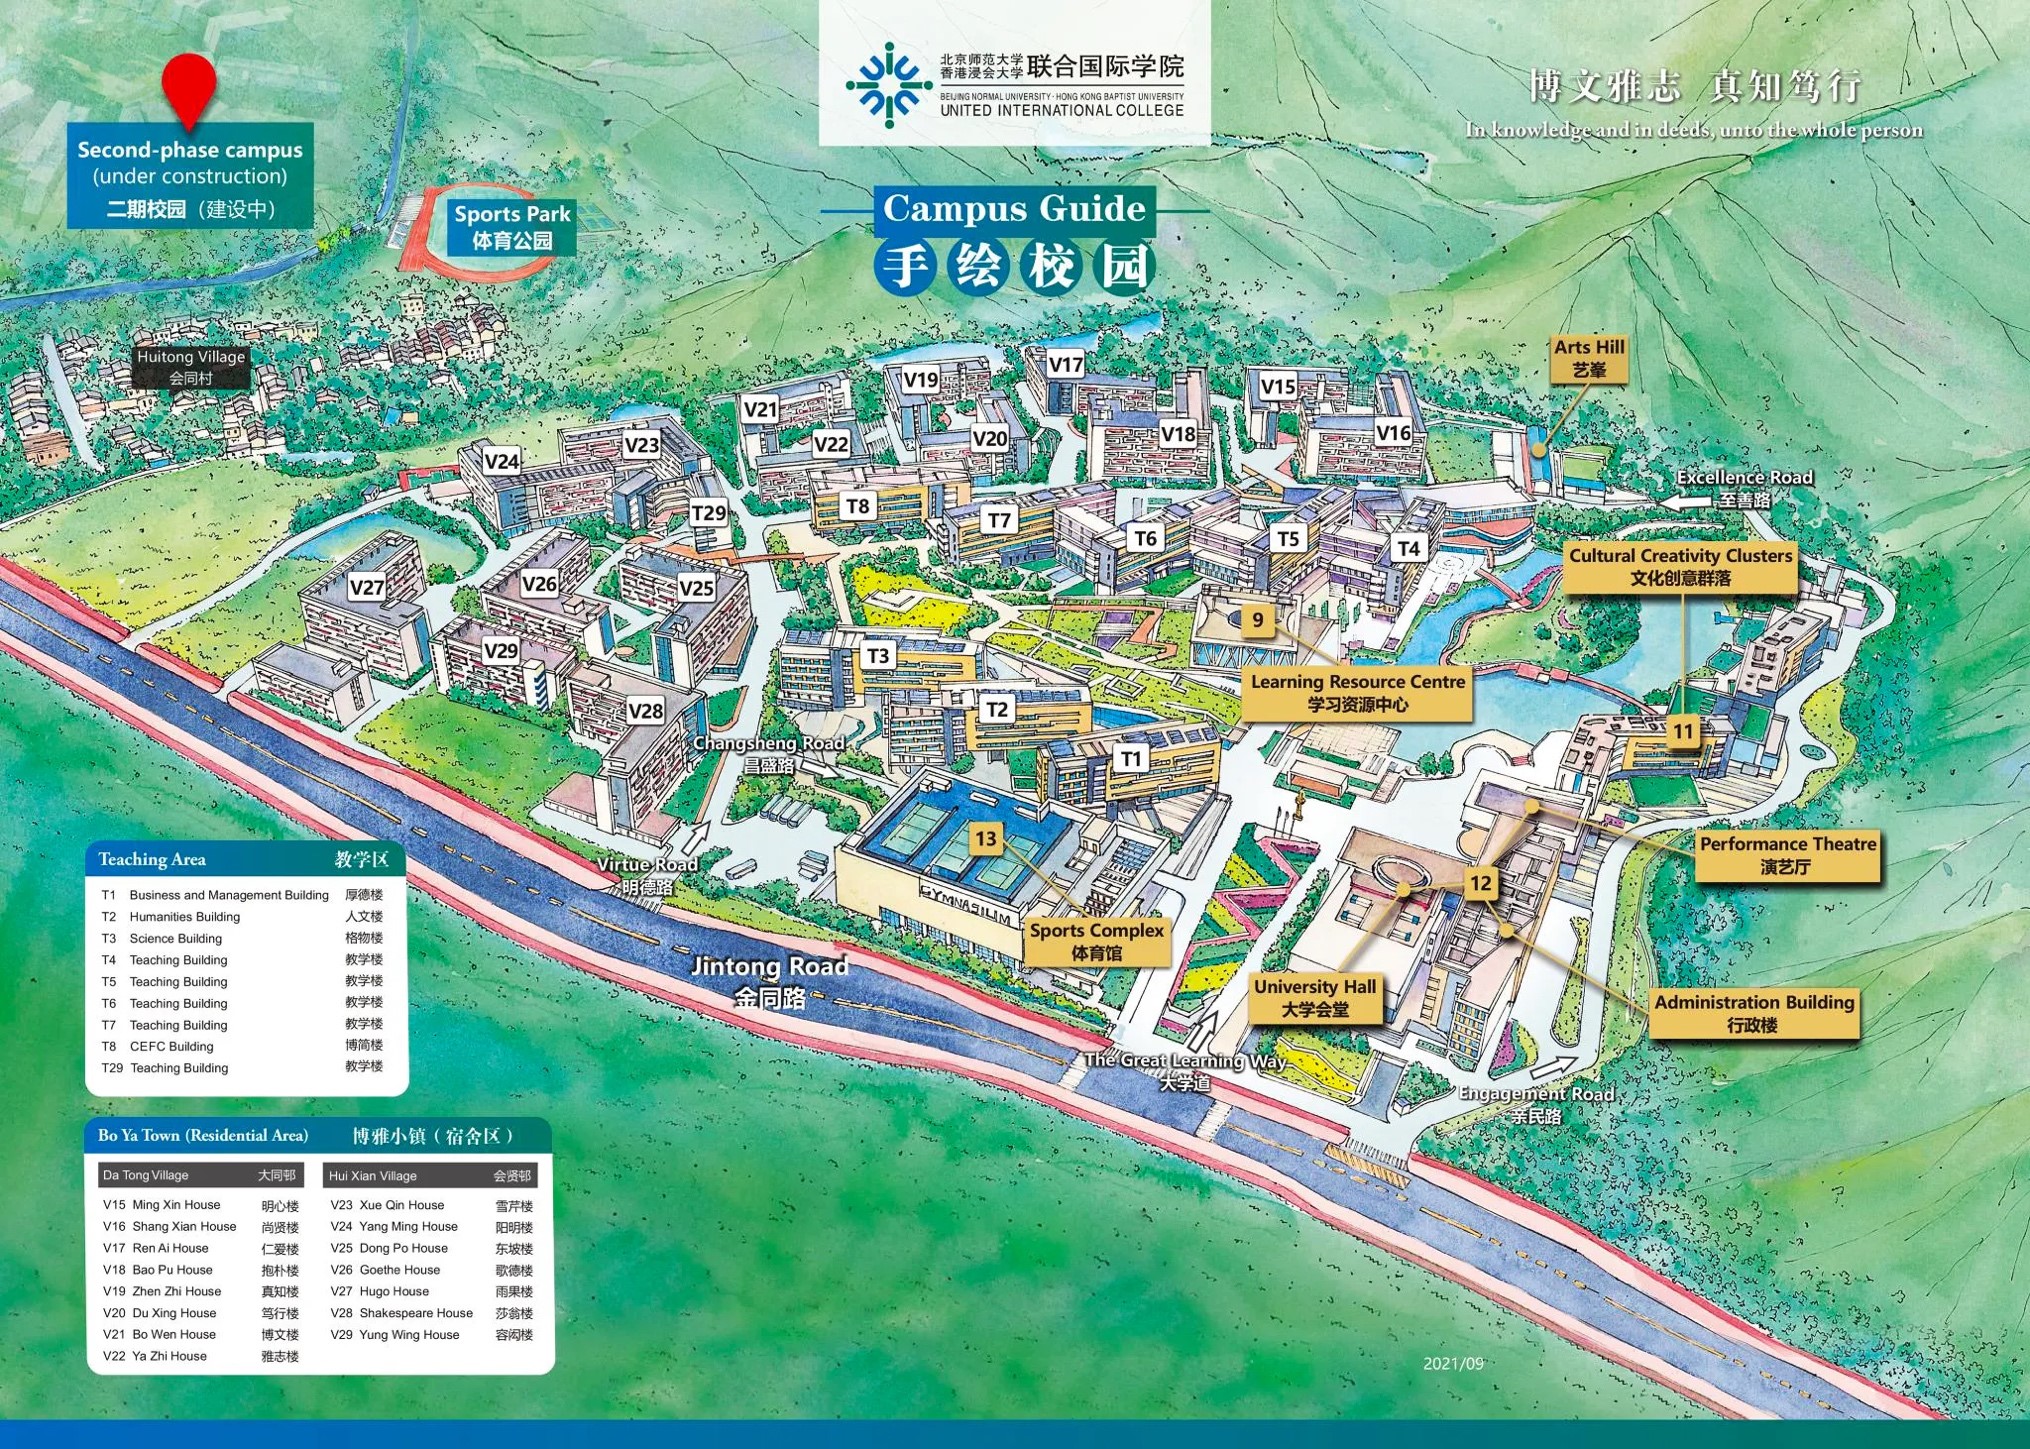 北京师范大学
香港浸会大学 联合国际学院
BEIJING NORMAL UNIVERSITY · HONG KONG BAPTIST UNIVERSITY
UNITED INTERNATIONAL COLLEGE
博文雅志 真知笃行
In knowledge and in deeds, unto the whole person
Second-phase campus
(under construction)
二期校园（建设中）
Sports Park
体育公园
Campus Guide
手绘校园
Huitong Village
会同村
Arts Hill
艺峯
V17
V19
V15
V21
V20
V18
V16
V22
V23
V24
Excellence Road
至善路
T8
T29
T7
T6
T5
T4
Cultural Creativity Clusters
文化创意群落
V27
V26
V25
9
V29
T3
Learning Resource Centre
学习资源中心
V28
T2
11
Changsheng Road
昌盛路
T1
13
Performance Theatre
演艺厅
Virtue Road
明德路
12
GYMNASIUM
Sports Complex
体育馆
Jintong Road
金同路
University Hall
大学会堂
Administration Building
行政楼
The Great Learning Way
大学道
Engagement Road
亲民路
Teaching Area 教学区
T1 Business and Management Building 厚德楼
T2 Humanities Building 人文楼
T3 Science Building 格物楼
T4 Teaching Building 教学楼
T5 Teaching Building 教学楼
T6 Teaching Building 教学楼
T7 Teaching Building 教学楼
T8 CEFC Building 博简楼
T29 Teaching Building 教学楼
Bo Ya Town (Residential Area) 博雅小镇（宿舍区）
Da Tong Village 大同邨
V15 Ming Xin House 明心楼
V16 Shang Xian House 尚贤楼
V17 Ren Ai House 仁爱楼
V18 Bao Pu House 抱朴楼
V19 Zhen Zhi House 真知楼
V20 Du Xing House 笃行楼
V21 Bo Wen House 博文楼
V22 Ya Zhi House 雅志楼
Hui Xian Village 会贤邨
V23 Xue Qin House 雪芹楼
V24 Yang Ming House 阳明楼
V25 Dong Po House 东坡楼
V26 Goethe House 歌德楼
V27 Hugo House 雨果楼
V28 Shakespeare House 莎翁楼
V29 Yung Wing House 容闳楼
2021/09